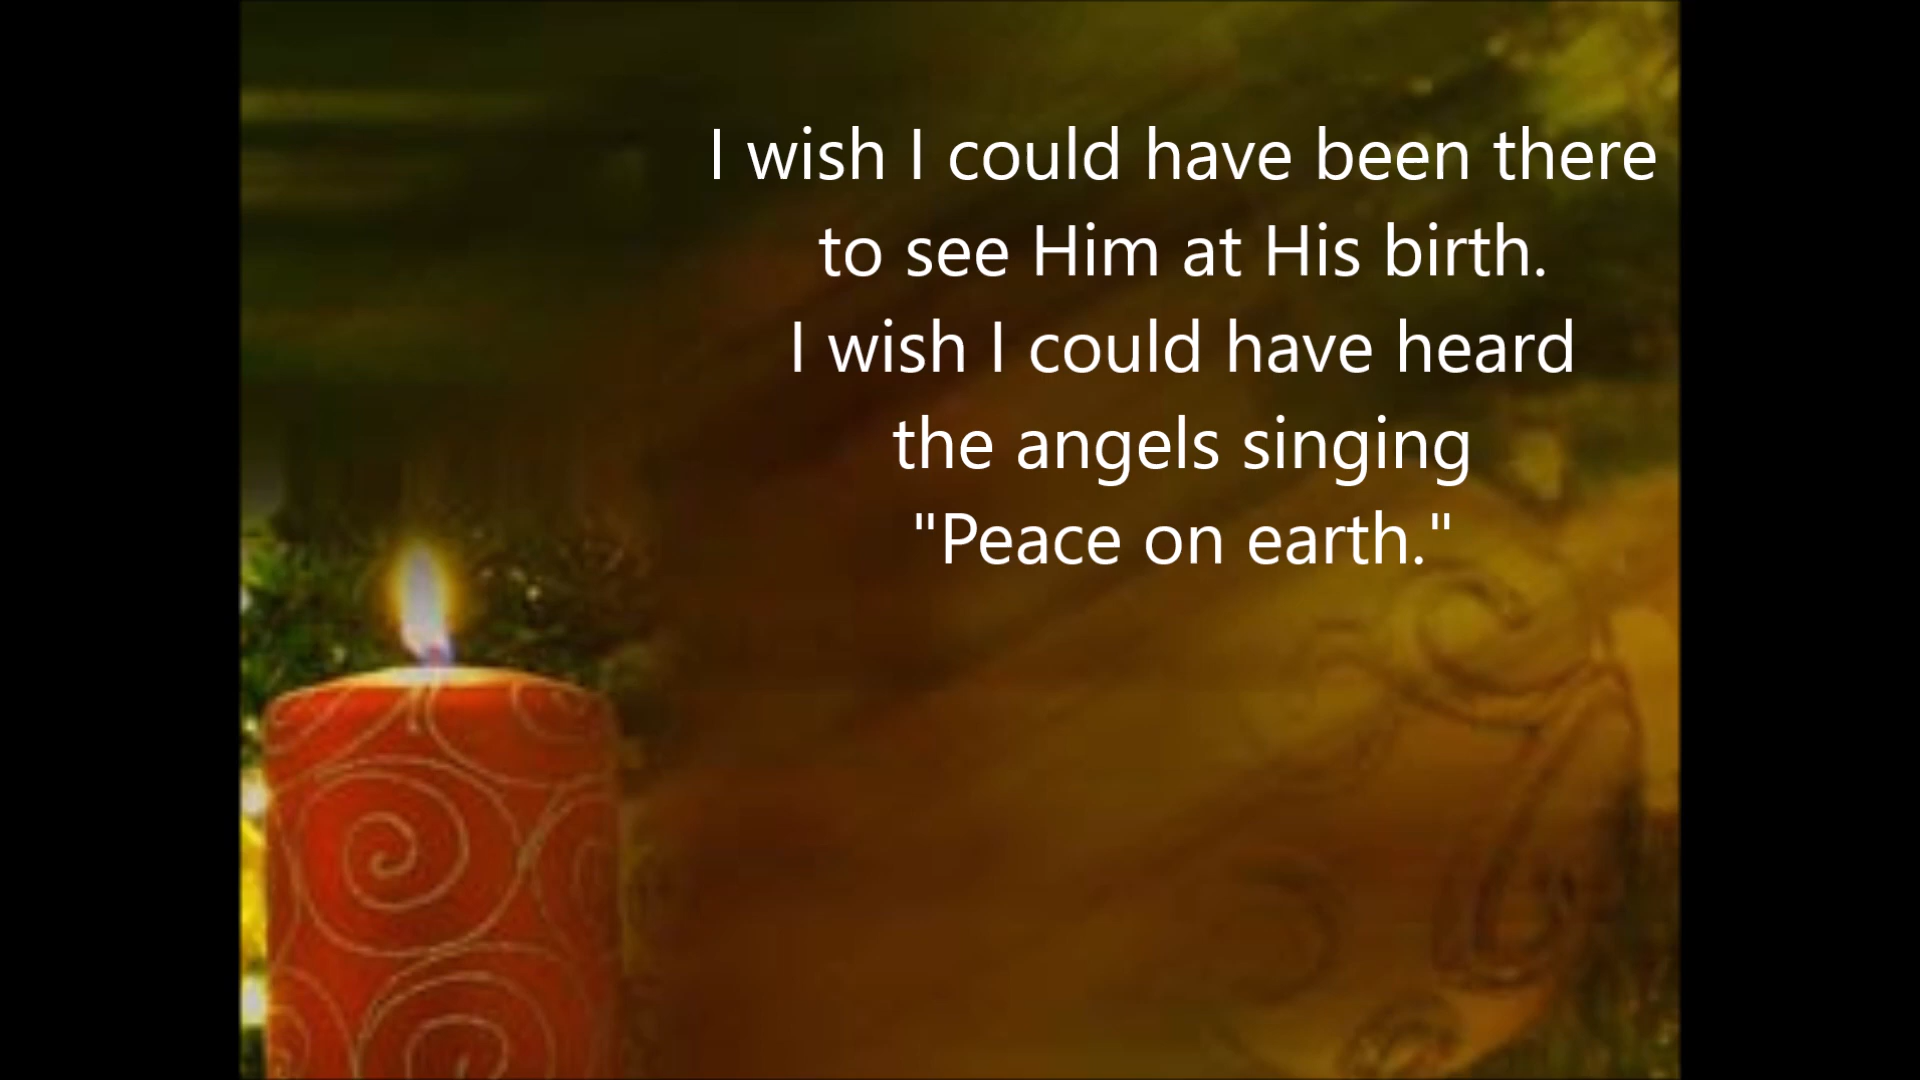 I wish I could have been there
to see Him at His birth.
I wish I could have heard
the angels singing
"Peace on earth."